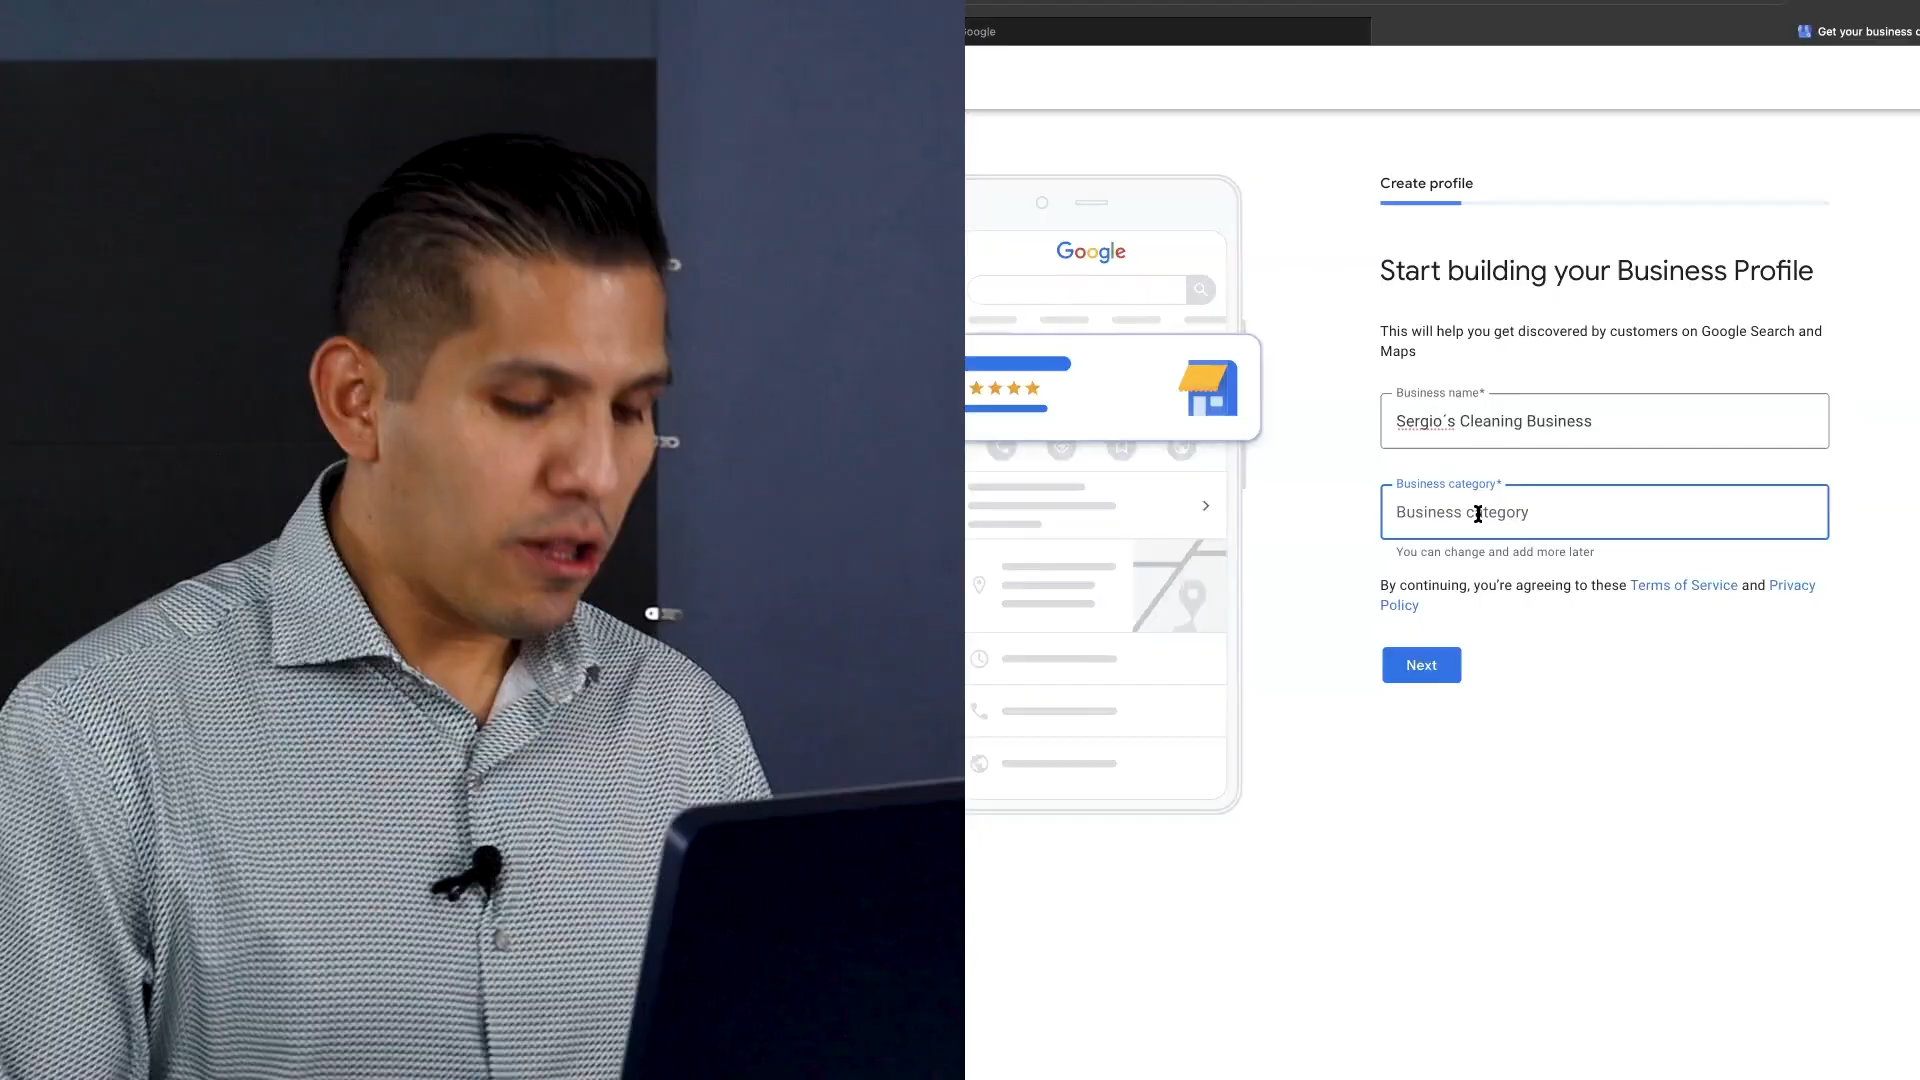 oogle
Get your business o
Create profile
Google
Start building your Business Profile
This will help you get discovered by customers on Google Search and
Maps
Business name*
Sergio´s Cleaning Business
Business category*
Business category
You can change and add more later
By continuing, you’re agreeing to these Terms of Service and Privacy
Policy
Next